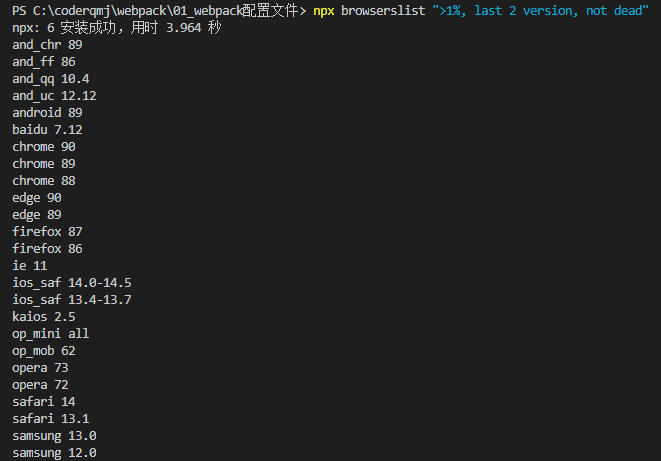 PS C:\coderqmj\webpack\01_webpack配置文件> npx browserslist ">1%, last 2 version, not dead"
npx: 6 安装成功，用时 3.964 秒
and_chr 89
and_ff 86
and_qq 10.4
and_uc 12.12
android 89
baidu 7.12
chrome 90
chrome 89
chrome 88
edge 90
edge 89
firefox 87
firefox 86
ie 11
ios_saf 14.0-14.5
ios_saf 13.4-13.7
kaios 2.5
op_mini all
op_mob 62
opera 73
opera 72
safari 14
safari 13.1
samsung 13.0
samsung 12.0